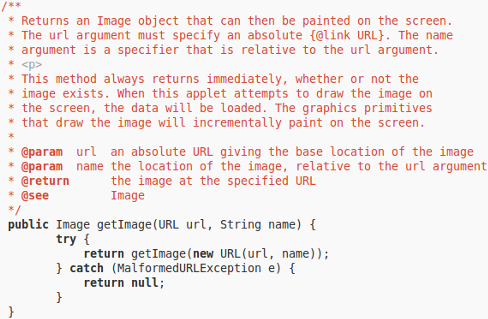 /**
 * Returns an Image object that can then be painted on the screen.
 * The url argument must specify an absolute {@link URL}. The name
 * argument is a specifier that is relative to the url argument.
 * <p>
 * This method always returns immediately, whether or not the
 * image exists. When this applet attempts to draw the image on
 * the screen, the data will be loaded. The graphics primitives
 * that draw the image will incrementally paint on the screen.
 *
 * @param  url  an absolute URL giving the base location of the image
 * @param  name the location of the image, relative to the url argument
 * @return      the image at the specified URL
 * @see         Image
 */
 public Image getImage(URL url, String name) {
        try {
            return getImage(new URL(url, name));
        } catch (MalformedURLException e) {
            return null;
        }
 }